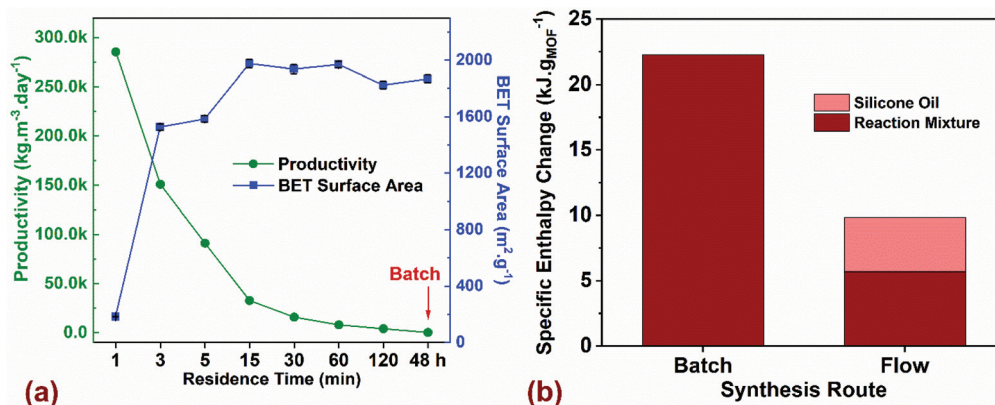 Productivity (kg.m⁻³.day⁻¹)
300.0k
250.0k
200.0k
150.0k
100.0k
50.0k
0.0
Productivity
BET Surface Area
Batch
2000
1600
1200
800
400
0
BET Surface Area (m².g⁻¹)
1 3 5 15 30 60 120 48 h
Residence Time (min)
(a)
Specific Enthalpy Change (kJ.gMOF⁻¹)
25
20
15
10
5
0
Silicone Oil
Reaction Mixture
Batch Flow
Synthesis Route
(b)